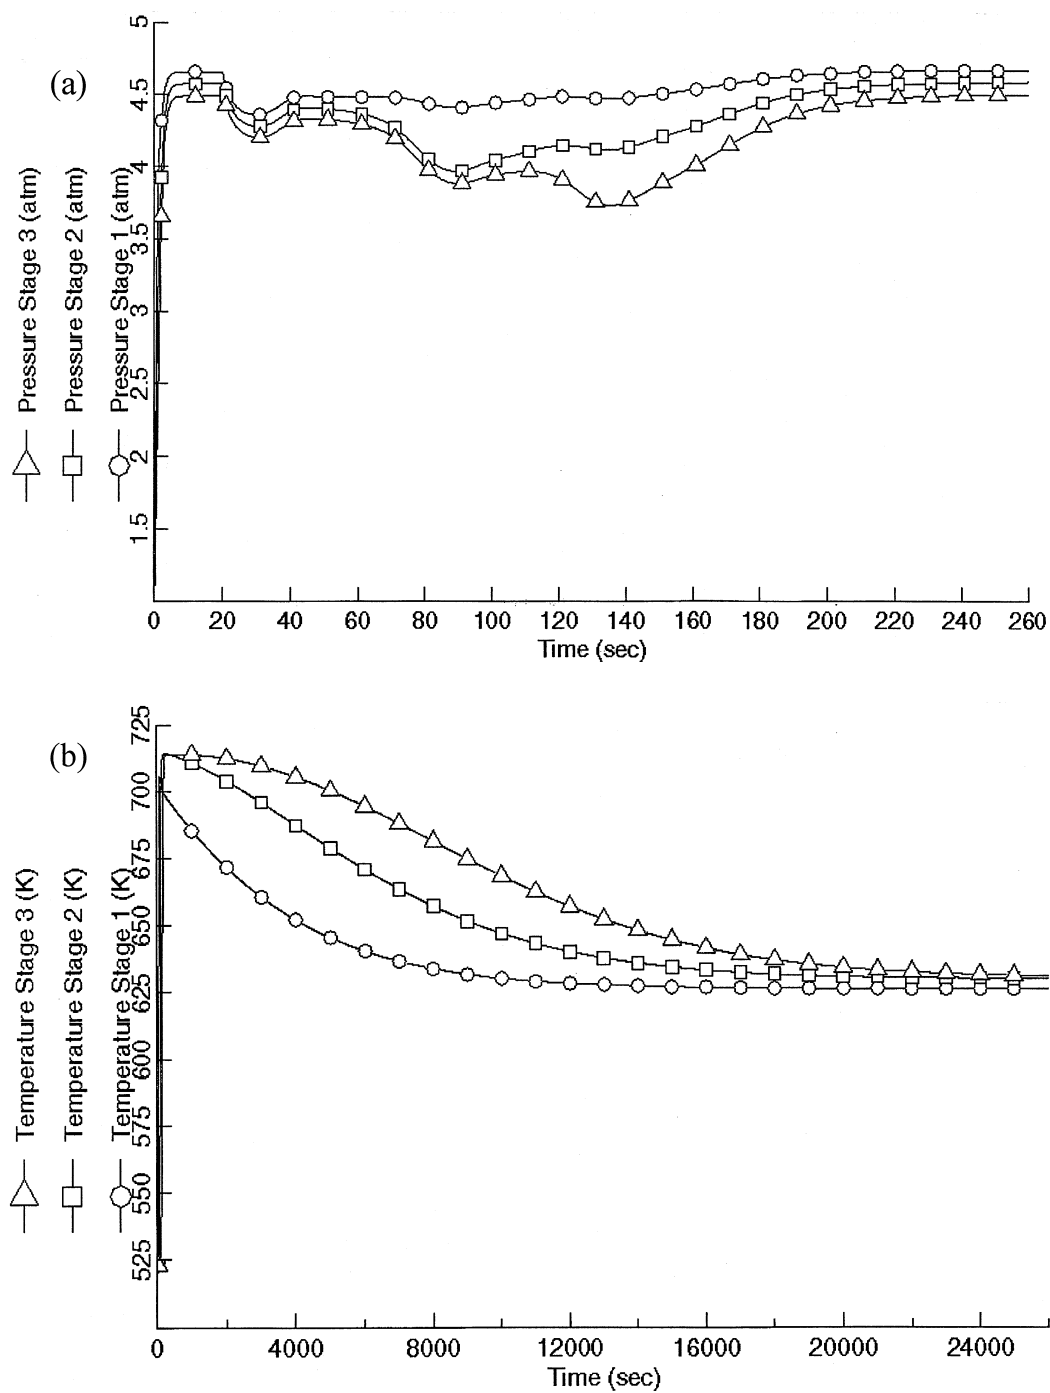 (a)
Pressure Stage 3 (atm)
Pressure Stage 2 (atm)
Pressure Stage 1 (atm)
5
4.5
4
3.5
3
2.5
2
1.5
0 20 40 60 80 100 120 140 160 180 200 220 240 260
Time (sec)
(b)
Temperature Stage 3 (K)
Temperature Stage 2 (K)
Temperature Stage 1 (K)
725
700
675
650
625
600
575
550
525
0 4000 8000 12000 16000 20000 24000
Time (sec)